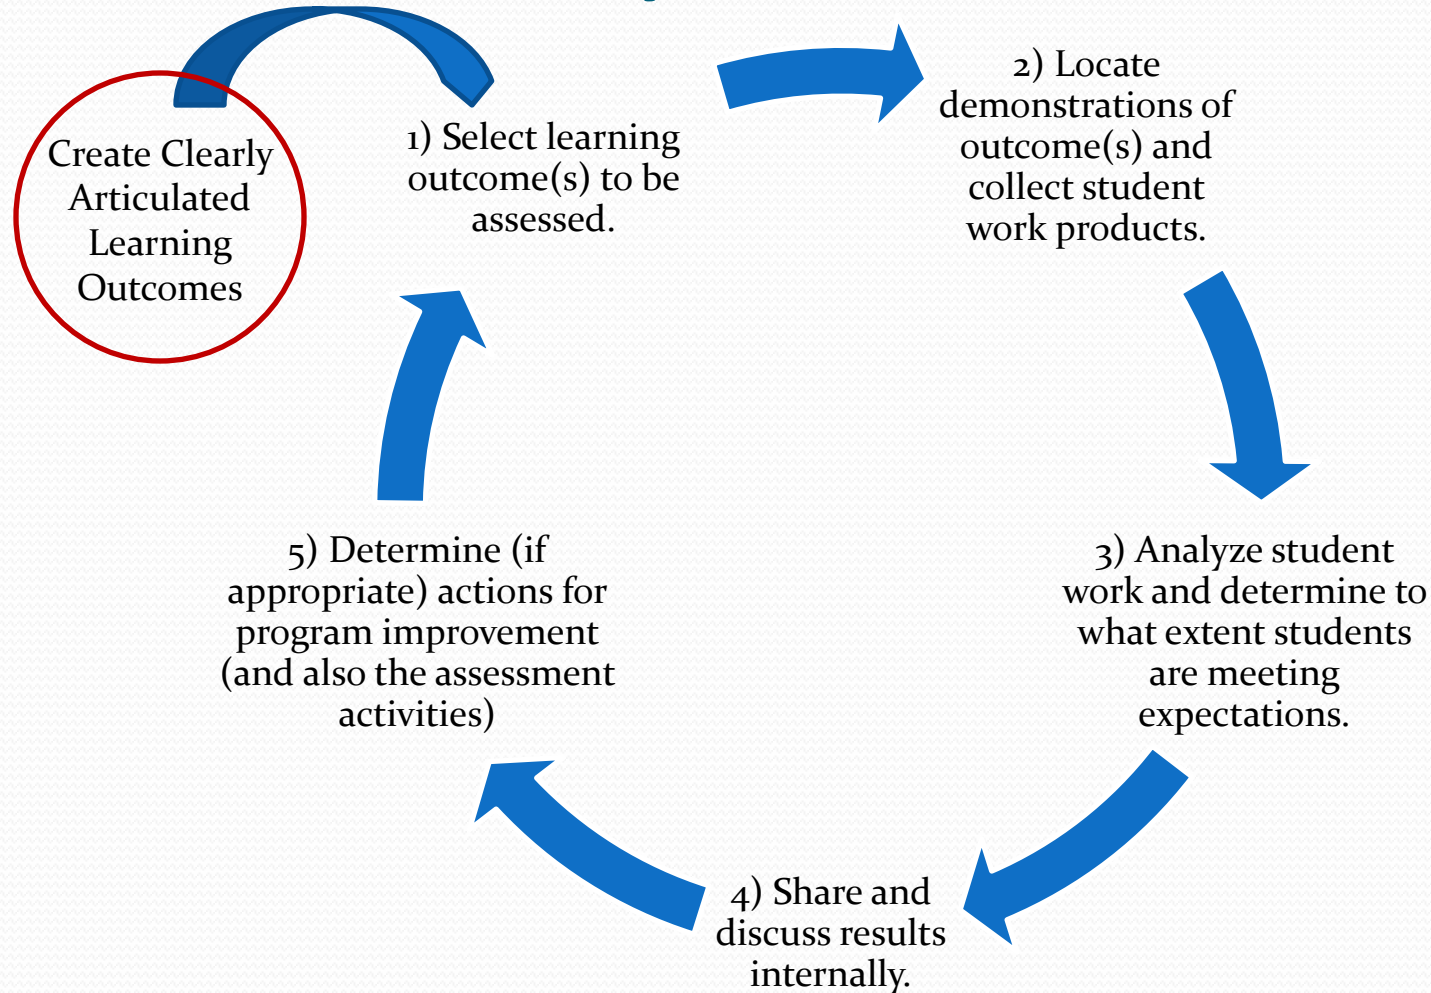 Create Clearly
Articulated
Learning
Outcomes
1) Select learning
outcome(s) to be
assessed.
2) Locate
demonstrations of
outcome(s) and
collect student
work products.
3) Analyze student
work and determine to
what extent students
are meeting
expectations.
4) Share and
discuss results
internally.
5) Determine (if
appropriate) actions for
program improvement
(and also the assessment
activities)